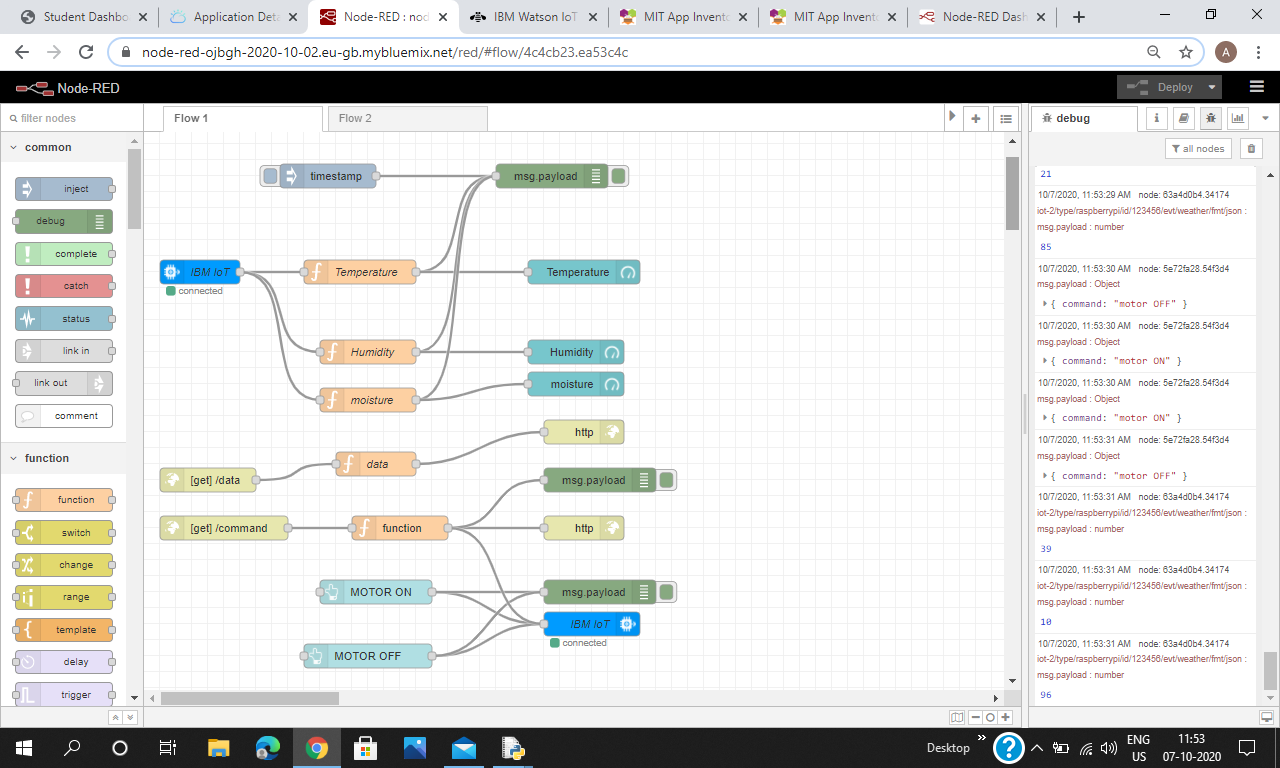 Student Dashbo
Application Deta
Node-RED : nod
IBM Watson IoT
MIT App Invento
MIT App Invento
Node-RED Dash
node-red-ojbgh-2020-10-02.eu-gb.mybluemix.net/red/#flow/4c4cb23.ea53c4c
A
Node-RED
Deploy
filter nodes
common
inject
debug
complete
catch
status
link in
link out
comment
function
function
switch
change
range
template
delay
trigger
Flow 1
Flow 2
timestamp
msg.payload
IBM IoT
connected
Temperature
Temperature
Humidity
Humidity
moisture
moisture
http
data
[get] /data
msg.payload
[get] /command
function
http
MOTOR ON
msg.payload
IBM IoT
connected
MOTOR OFF
debug
all nodes
21
10/7/2020, 11:53:29 AM node: 63a4d0b4.34174
iot-2/type/raspberrypi/id/123456/evt/weather/fmt/json :
msg.payload : number
85
10/7/2020, 11:53:30 AM node: 5e72fa28.54f3d4
msg.payload : Object
{ command: "motor OFF" }
10/7/2020, 11:53:30 AM node: 5e72fa28.54f3d4
msg.payload : Object
{ command: "motor ON" }
10/7/2020, 11:53:30 AM node: 5e72fa28.54f3d4
msg.payload : Object
{ command: "motor ON" }
10/7/2020, 11:53:31 AM node: 5e72fa28.54f3d4
msg.payload : Object
{ command: "motor OFF" }
10/7/2020, 11:53:31 AM node: 63a4d0b4.34174
iot-2/type/raspberrypi/id/123456/evt/weather/fmt/json :
msg.payload : number
39
10/7/2020, 11:53:31 AM node: 63a4d0b4.34174
iot-2/type/raspberrypi/id/123456/evt/weather/fmt/json :
msg.payload : number
10
10/7/2020, 11:53:31 AM node: 63a4d0b4.34174
iot-2/type/raspberrypi/id/123456/evt/weather/fmt/json :
msg.payload : number
96
Desktop
ENG
US
11:53
07-10-2020